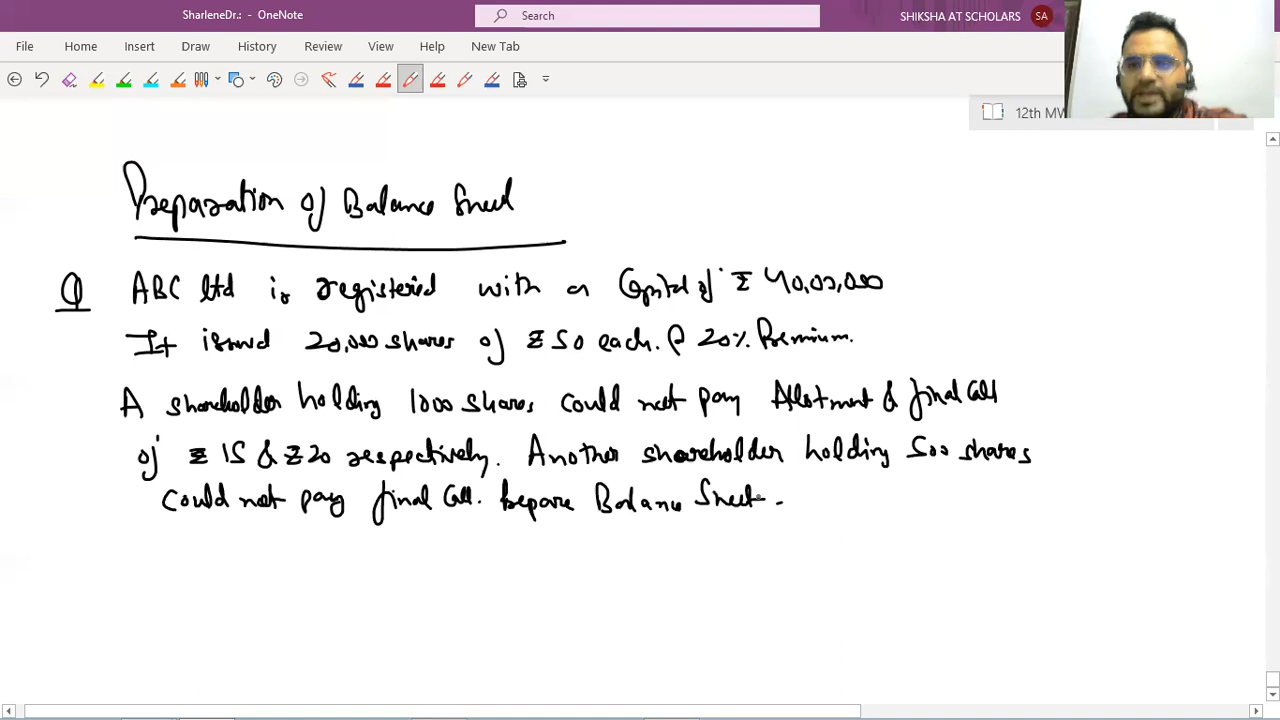 SharleneDr.: - OneNote
Search
SHIKSHA AT SCHOLARS SA
File Home Insert Draw History Review View Help New Tab
12th MW
Preparation of Balance Sheet
Q ABC Ltd is registered with a Capital of ₹ 40,00,000
It issued 20,000 shares of ₹ 50 each @ 20% Premium.
A shareholder holding 1000 shares could not pay Allotment & final Call
of ₹ 15 & ₹ 20 respectively. Another shareholder holding 500 shares
could not pay final Call. Prepare Balance Sheet.